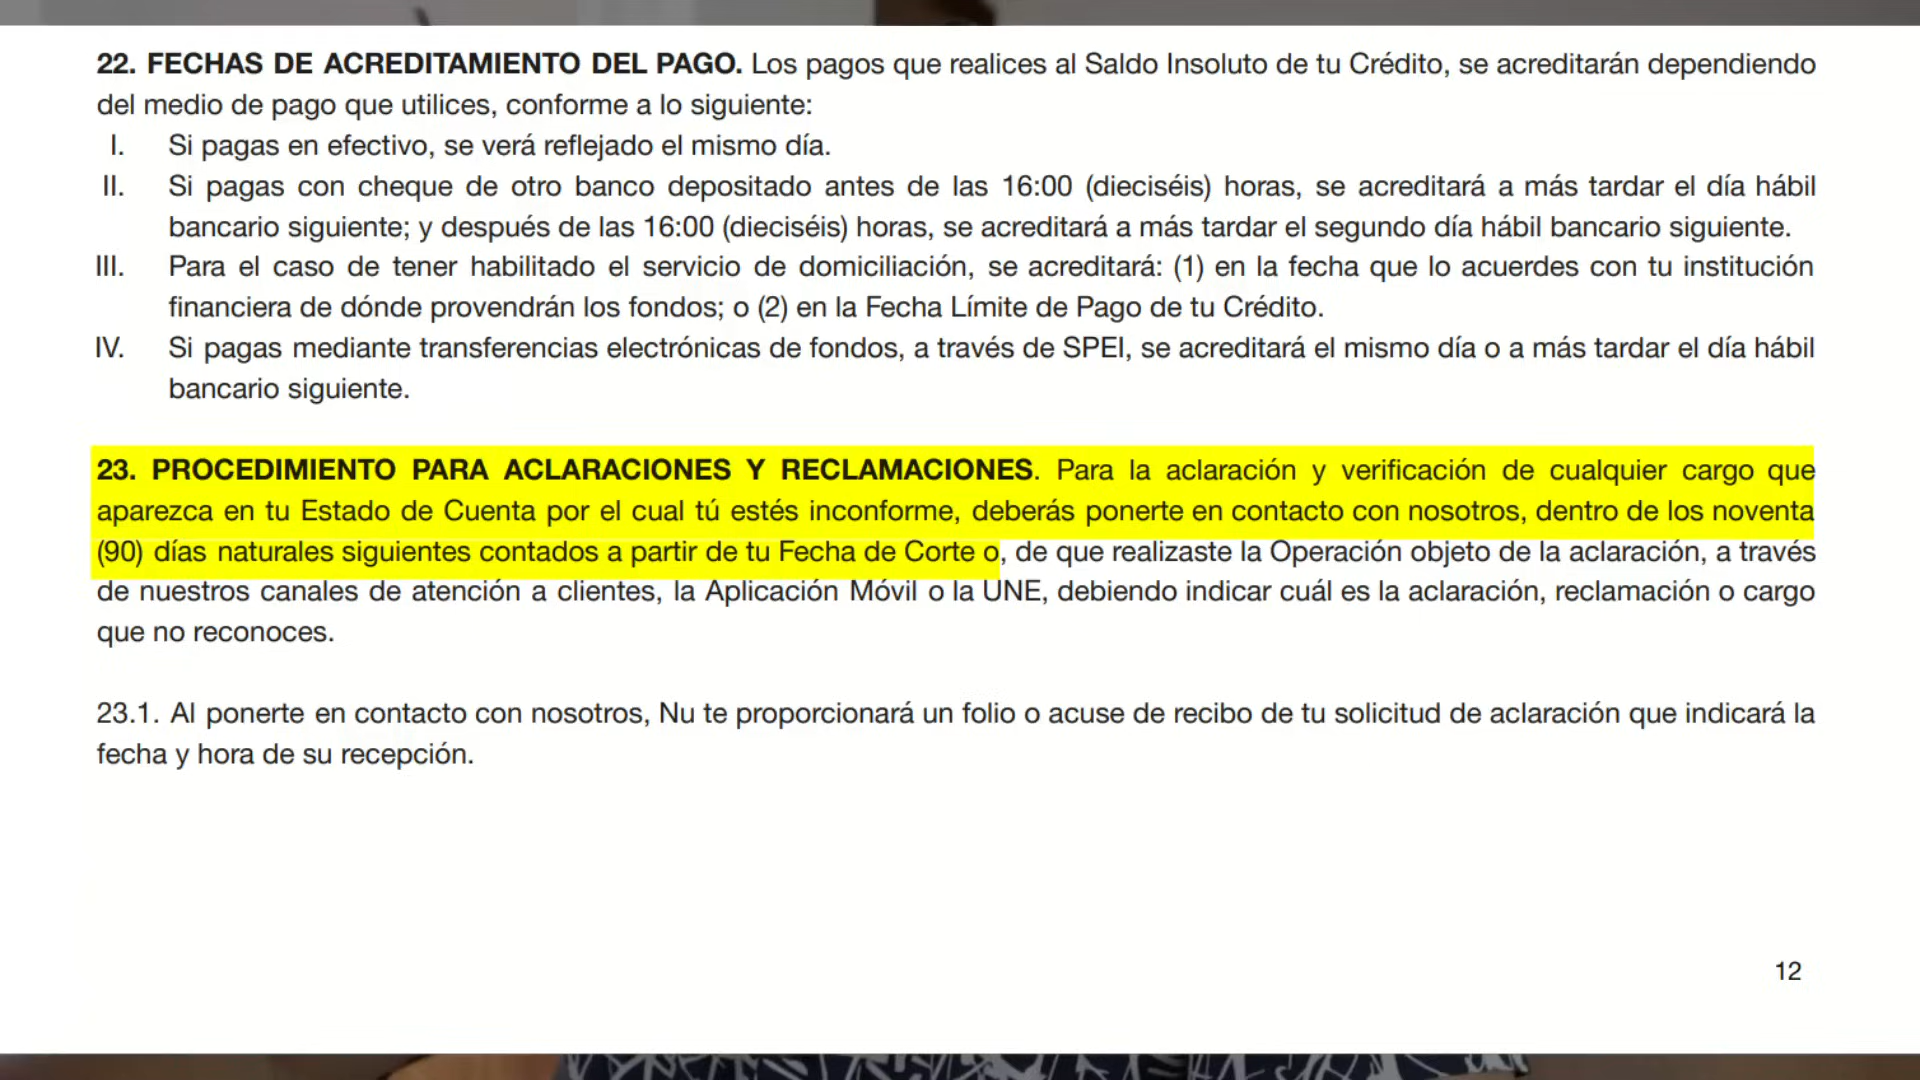 22. FECHAS DE ACREDITAMIENTO DEL PAGO. Los pagos que realices al Saldo Insoluto de tu Crédito, se acreditarán dependiendo
del medio de pago que utilices, conforme a lo siguiente:
I. Si pagas en efectivo, se verá reflejado el mismo día.
II. Si pagas con cheque de otro banco depositado antes de las 16:00 (dieciséis) horas, se acreditará a más tardar el día hábil
bancario siguiente; y después de las 16:00 (dieciséis) horas, se acreditará a más tardar el segundo día hábil bancario siguiente.
III. Para el caso de tener habilitado el servicio de domiciliación, se acreditará: (1) en la fecha que lo acuerdes con tu institución
financiera de dónde provendrán los fondos; o (2) en la Fecha Límite de Pago de tu Crédito.
IV. Si pagas mediante transferencias electrónicas de fondos, a través de SPEI, se acreditará el mismo día o a más tardar el día hábil
bancario siguiente.
23. PROCEDIMIENTO PARA ACLARACIONES Y RECLAMACIONES. Para la aclaración y verificación de cualquier cargo que
aparezca en tu Estado de Cuenta por el cual tú estés inconforme, deberás ponerte en contacto con nosotros, dentro de los noventa
(90) días naturales siguientes contados a partir de tu Fecha de Corte o, de que realizaste la Operación objeto de la aclaración, a través
de nuestros canales de atención a clientes, la Aplicación Móvil o la UNE, debiendo indicar cuál es la aclaración, reclamación o cargo
que no reconoces.
23.1. Al ponerte en contacto con nosotros, Nu te proporcionará un folio o acuse de recibo de tu solicitud de aclaración que indicará la
fecha y hora de su recepción.
12